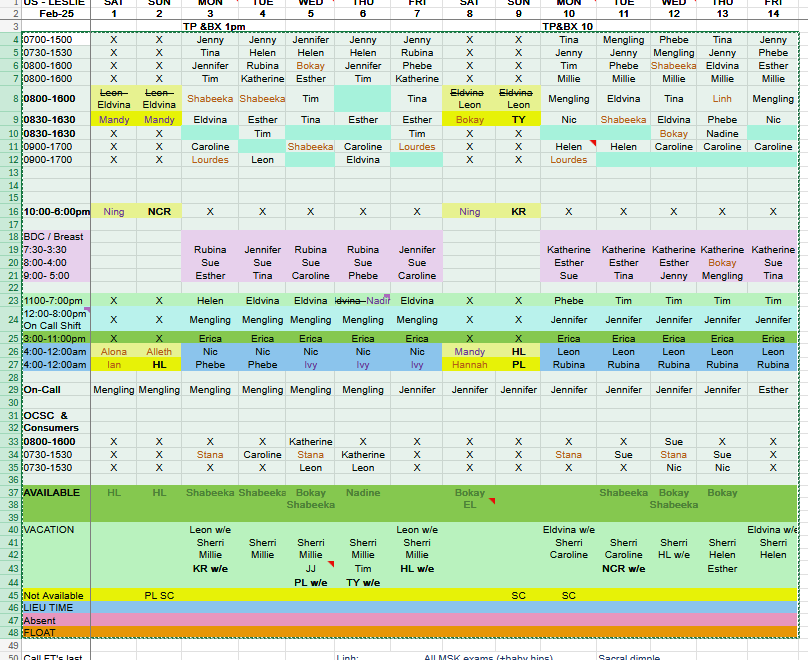 1 US - LESLIE SAT SUN MON TUE WED THU FRI SAT SUN MON TUE WED THU FRI
2 Feb-25 1 2 3 4 5 6 7 8 9 10 11 12 13 14
3 TP &BX 1pm TP&BX 10
4 0700-1500 X X Jenny Jenny Jennifer Jenny Jenny X X Tina Mengling Phebe Tina Jenny
5 0730-1530 X X Tina Helen Helen Helen Rubina X X Jenny Jenny Mengling Jenny Phebe
6 0800-1600 X X Jennifer Rubina Bokay Jennifer Phebe X X Tim Phebe Shabeeka Eldvina Esther
7 0800-1600 X X Tim Katherine Esther Tim Katherine X X Millie Millie Millie Millie Millie
8 0800-1600 Leon Eldvina Leon Eldvina Shabeeka Shabeeka Tim Tina Eldvina Leon Eldvina Leon Mengling Eldvina Tina Linh Mengling
9 0830-1630 Mandy Mandy Eldvina Esther Tina Esther Esther Bokay TY Nic Shabeeka Eldvina Phebe Nic
10 0830-1630 X X Tim Tim X X Bokay Nadine
11 0900-1700 X X Caroline Shabeeka Caroline Lourdes X X Helen Helen Caroline Caroline Caroline
12 0900-1700 X X Lourdes Leon Eldvina X X Lourdes
13
14
15
16 10:00-6:00pm Ning NCR X X X X X Ning KR X X X X X
17
18 BDC / Breast
19 7:30-3:30 Rubina Jennifer Rubina Rubina Jennifer Katherine Katherine Katherine Katherine Katherine
20 8:00-4:00 Sue Sue Sue Sue Sue Esther Esther Esther Bokay Sue
21 9:00- 5:00 Esther Tina Caroline Phebe Caroline Sue Tina Jenny Mengling Tina
22
23 1100-7:00pm X X Helen Eldvina Eldvina ldvina- Nadir Eldvina X X Phebe Tim Tim Tim Tim
24 12:00-8:00pm On Call Shift X X Mengling Mengling Mengling Mengling Mengling X X Jennifer Jennifer Jennifer Jennifer Jennifer
25 3:00-11:00pm X X Erica Erica Erica Erica Erica X X Erica Erica Erica Erica Erica
26 4:00-12:00am Alona Alleth Nic Nic Nic Nic Nic Mandy HL Leon Leon Leon Leon Leon
27 4:00-12:00am Ian HL Phebe Phebe Ivy Ivy Ivy Hannah PL Rubina Rubina Rubina Rubina Rubina
28
29 On-Call Mengling Mengling Mengling Mengling Mengling Mengling Jennifer Jennifer Jennifer Jennifer Jennifer Jennifer Jennifer Esther
30
31 OCSC &
32 Consumers
33 0800-1600 X X X X Katherine X X X X X X Sue X X
34 0730-1530 X X Stana Caroline Stana Katherine X X X Stana Sue Stana Sue X
35 0730-1530 X X X X Leon Leon X X X X X Nic Nic X
36
37 AVAILABLE HL HL Shabeeka Shabeeka Bokay Nadine Bokay Shabeeka Bokay Bokay
38 Shabeeka EL Shabeeka
39
40 VACATION Leon w/e Leon w/e Eldvina w/e Eldvina w/e
41 Sherri Sherri Sherri Sherri Sherri Sherri Sherri Sherri Sherri Sherri
42 Millie Millie Millie Millie Millie Caroline Caroline HL w/e Helen Helen
43 KR w/e JJ Tim HL w/e NCR w/e Esther
44 PL w/e TY w/e
45 Not Available PL SC SC SC
46 LIEU TIME
47 Absent
48 FLOAT
49
50 Call ET's last Linh: All MSK exams (+baby hips) Sacral dimple